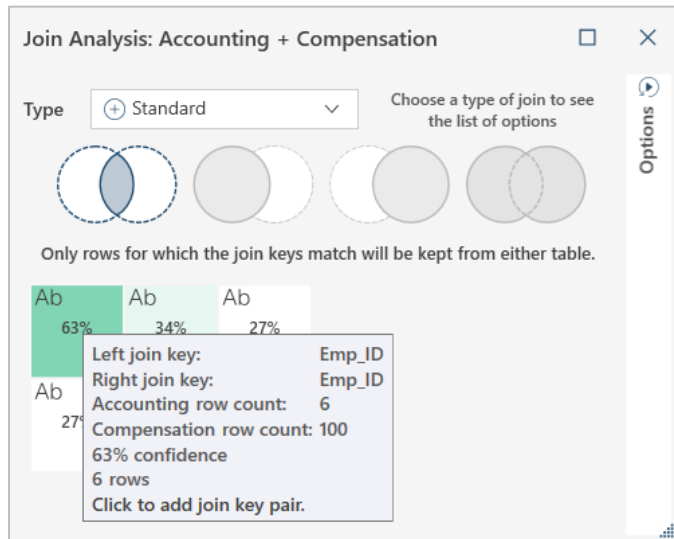 Join Analysis: Accounting + Compensation
Type
Standard
Choose a type of join to see
the list of options
Options
Only rows for which the join keys match will be kept from either table.
Ab Ab Ab
63% 34% 27%
Left join key: Emp_ID
Right join key: Emp_ID
Accounting row count: 6
Compensation row count: 100
63% confidence
6 rows
Click to add join key pair.
Ab
27